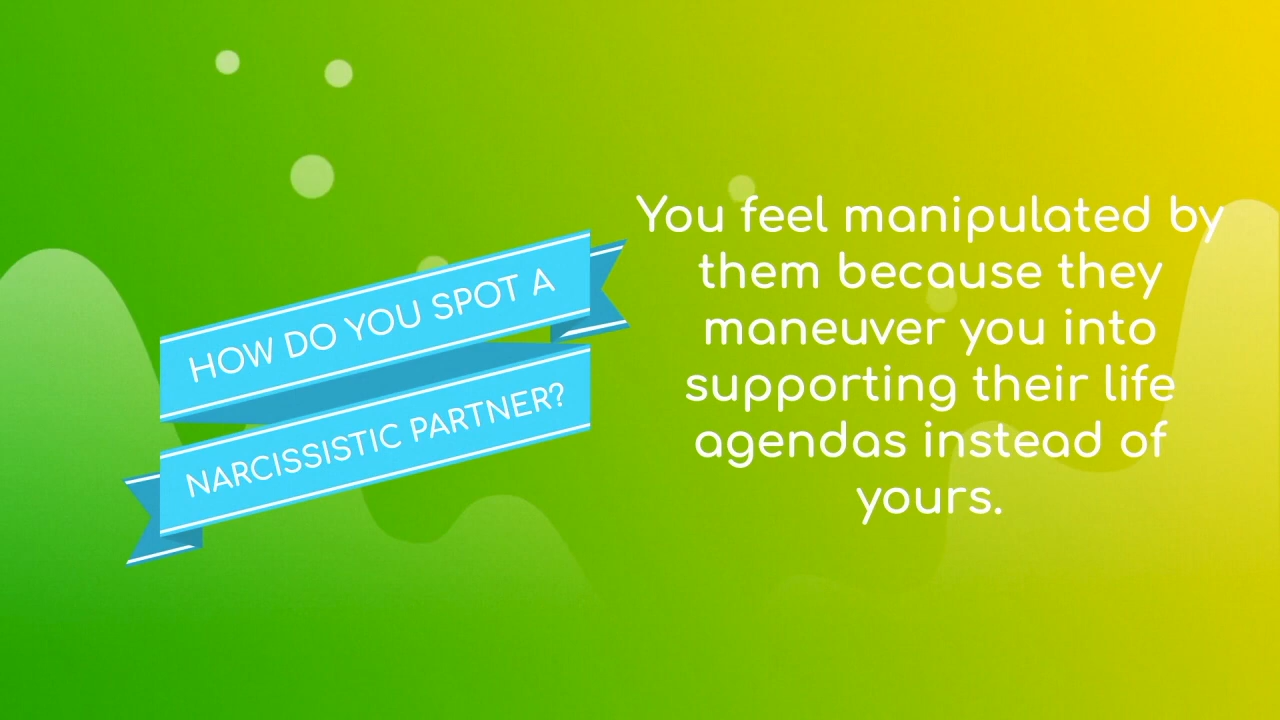 HOW DO YOU SPOT A
NARCISSISTIC PARTNER?
You feel manipulated by
them because they
maneuver you into
supporting their life
agendas instead of
yours.